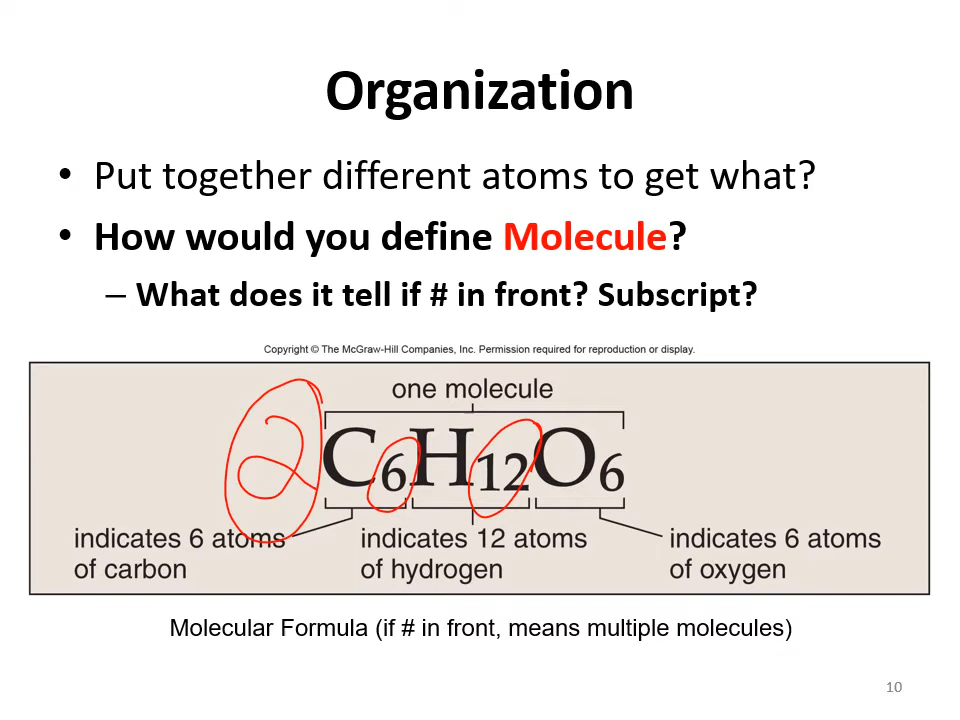 Organization
• Put together different atoms to get what?
• How would you define Molecule?
– What does it tell if # in front? Subscript?
Copyright © The McGraw-Hill Companies, Inc. Permission required for reproduction or display.
one molecule
2 C₆H₁₂O₆
indicates 6 atoms of carbon
indicates 12 atoms of hydrogen
indicates 6 atoms of oxygen
Molecular Formula (if # in front, means multiple molecules)
10